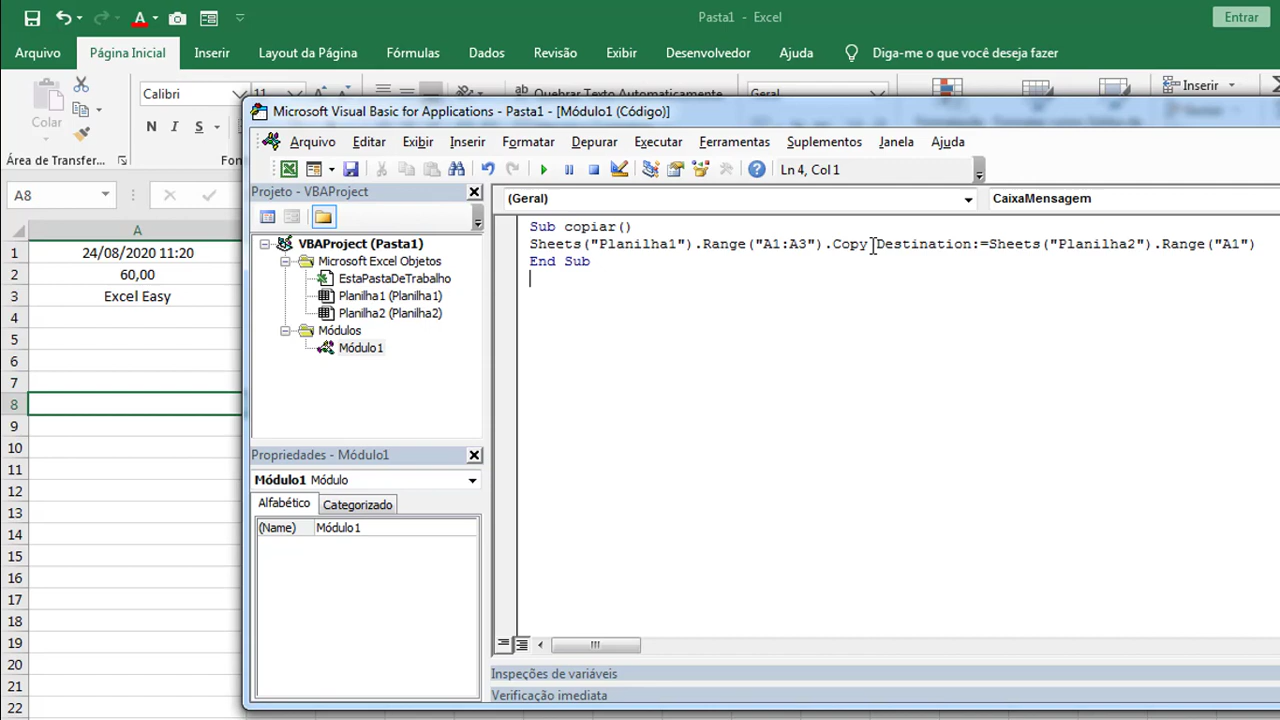 Pasta1 - Excel
Entrar
Arquivo
Página Inicial
Inserir
Layout da Página
Fórmulas
Dados
Revisão
Exibir
Desenvolvedor
Ajuda
Diga-me o que você deseja fazer
Colar
Calibri
11
N I S
Quebrar Texto Automaticamente
Geral
Inserir
Área de Transfer...
Fon
A8
A
1 24/08/2020 11:20
2 60,00
3 Excel Easy
4
5
6
7
8
9
10
11
12
13
14
15
16
17
18
19
20
21
22
Microsoft Visual Basic for Applications - Pasta1 - [Módulo1 (Código)]
Arquivo Editar Exibir Inserir Formatar Depurar Executar Ferramentas Suplementos Janela Ajuda
Ln 4, Col 1
Projeto - VBAProject
VBAProject (Pasta1)
Microsoft Excel Objetos
EstaPastaDeTrabalho
Planilha1 (Planilha1)
Planilha2 (Planilha2)
Módulos
Módulo1
Propriedades - Módulo1
Módulo1 Módulo
Alfabético Categorizado
(Name) Módulo1
(Geral)
CaixaMensagem
Sub copiar()
Sheets("Planilha1").Range("A1:A3").Copy Destination:=Sheets("Planilha2").Range("A1")
End Sub
Inspeções de variáveis
Verificação imediata